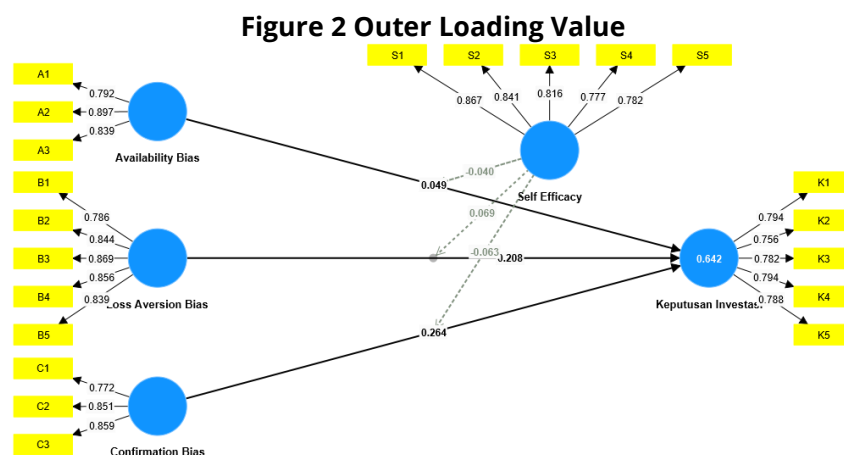 Figure 2 Outer Loading Value
S1 S2 S3 S4 S5
0.867 0.841 0.816 0.777 0.782
Self Efficacy
A1
A2
A3
0.792
0.897
0.839
Availability Bias
B1
B2
B3
B4
B5
0.786
0.844
0.869
0.856
0.839
Loss Aversion Bias
C1
C2
C3
0.772
0.851
0.859
Confirmation Bias
-0.040
0.049
0.069
-0.063
0.208
0.264
0.642
Keputusan Investasi
0.794
0.756
0.782
0.794
0.788
K1
K2
K3
K4
K5